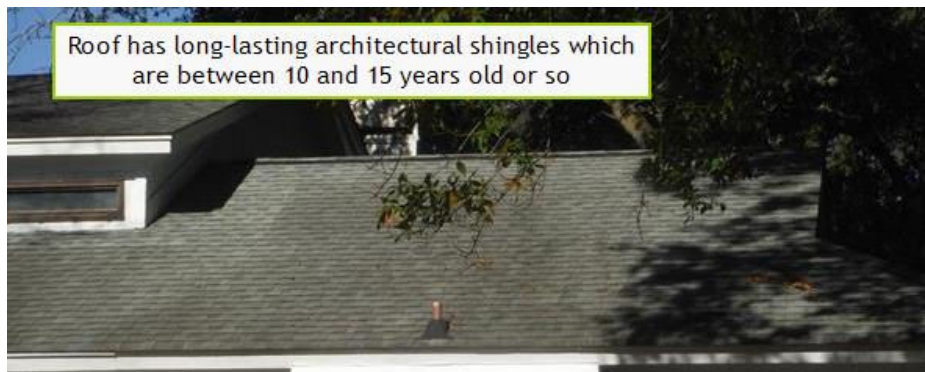 Roof has long-lasting architectural shingles which
are between 10 and 15 years old or so